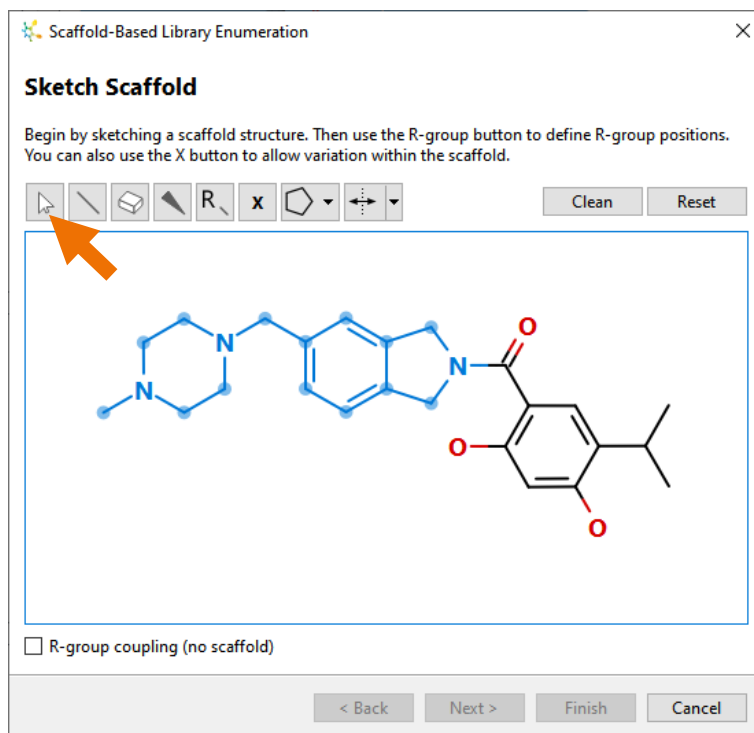 Scaffold-Based Library Enumeration
Sketch Scaffold
Begin by sketching a scaffold structure. Then use the R-group button to define R-group positions.
You can also use the X button to allow variation within the scaffold.
R X Clean Reset
O
N
N
N
O
O
R-group coupling (no scaffold)
< Back Next > Finish Cancel